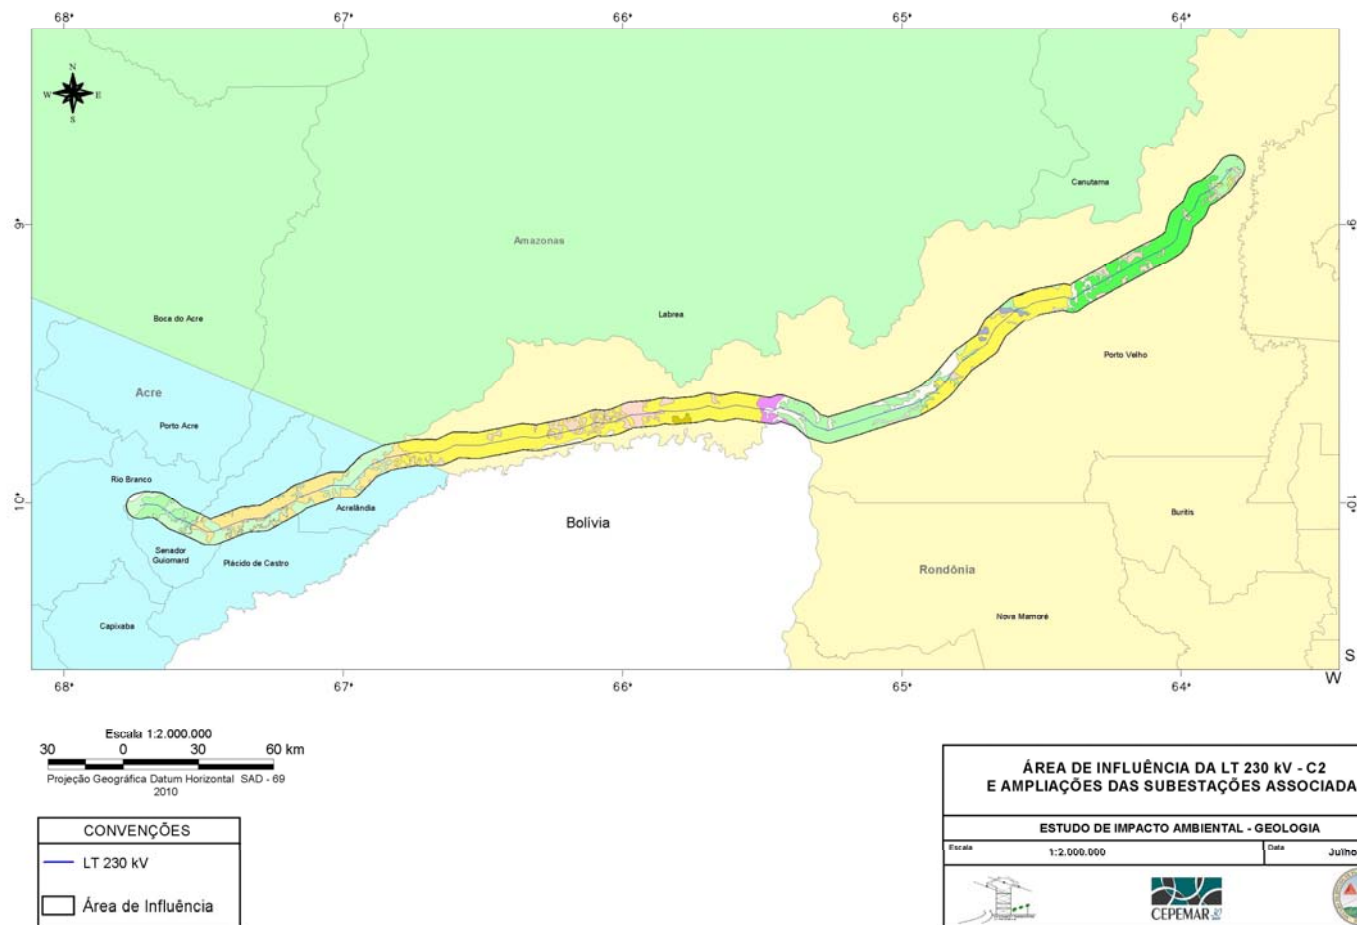 68°
67°
66°
65°
64°
N
W
E
S
Canutama
9°
9°
Amazonas
Boca do Acre
Labrea
Porto Velho
Acre
Porto Acre
Rio Branco
10°
10°
Acrelândia
Buritis
Bolívia
Senador
Guiomard
Plácido de Castro
Rondônia
Nova Mamoré
Capixaba
S
W
68°
67°
66°
65°
64°
Escala 1:2.000.000
30 0 30 60 km
Projeção Geográfica Datum Horizontal SAD - 69
2010
CONVENÇÕES
LT 230 kV
Área de Influência
ÁREA DE INFLUÊNCIA DA LT 230 kV - C2
E AMPLIAÇÕES DAS SUBESTAÇÕES ASSOCIADA
ESTUDO DE IMPACTO AMBIENTAL - GEOLOGIA
Escala
1:2.000.000
Data
Julho
CEPEMAR